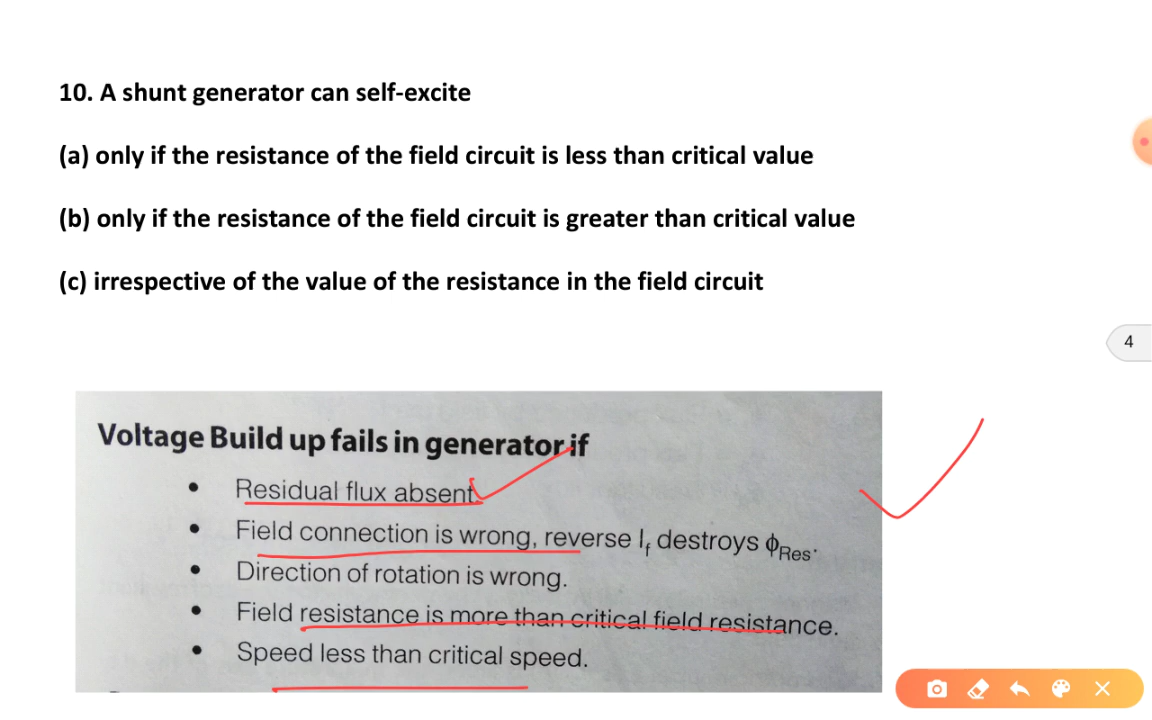 10. A shunt generator can self-excite
(a) only if the resistance of the field circuit is less than critical value
(b) only if the resistance of the field circuit is greater than critical value
(c) irrespective of the value of the resistance in the field circuit
4
Voltage Build up fails in generator if
• Residual flux absent
• Field connection is wrong, reverse I_f destroys ϕ_Res.
• Direction of rotation is wrong.
• Field resistance is more than critical field resistance.
• Speed less than critical speed.